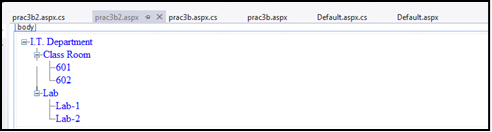 prac3b2.aspx.cs prac3b2.aspx prac3b.aspx.cs prac3b.aspx Default.aspx.cs Default.aspx
body
I.T. Department
Class Room
601
602
Lab
Lab-1
Lab-2